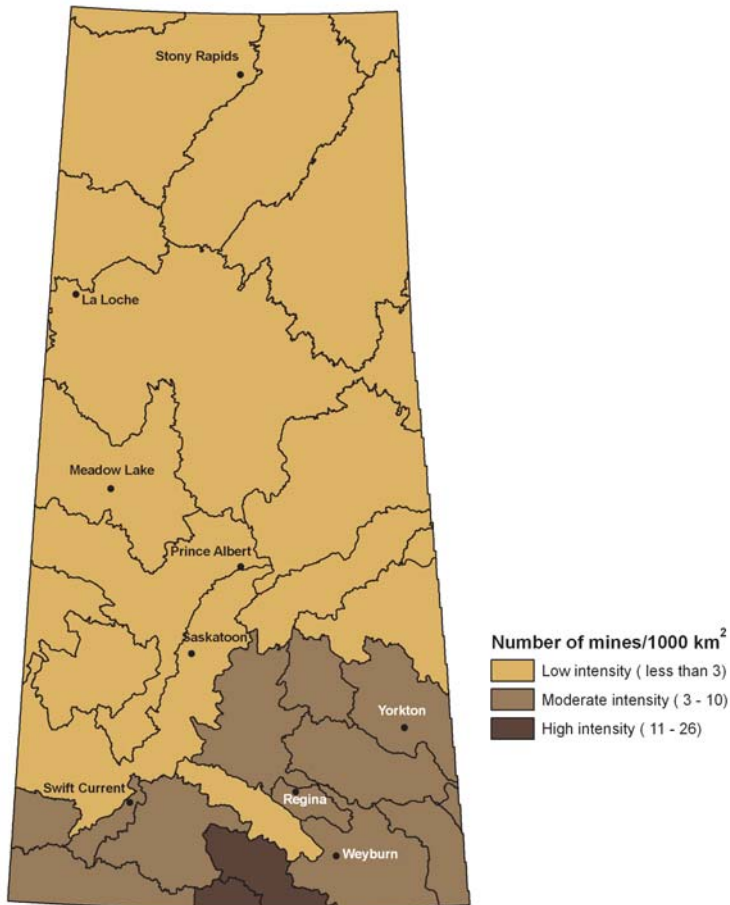 Stony Rapids
La Loche
Meadow Lake
Prince Albert
Saskatoon
Number of mines/1000 km²
Low intensity ( less than 3)
Moderate intensity ( 3 - 10)
High intensity ( 11 - 26)
Yorkton
Swift Current
Regina
Weyburn